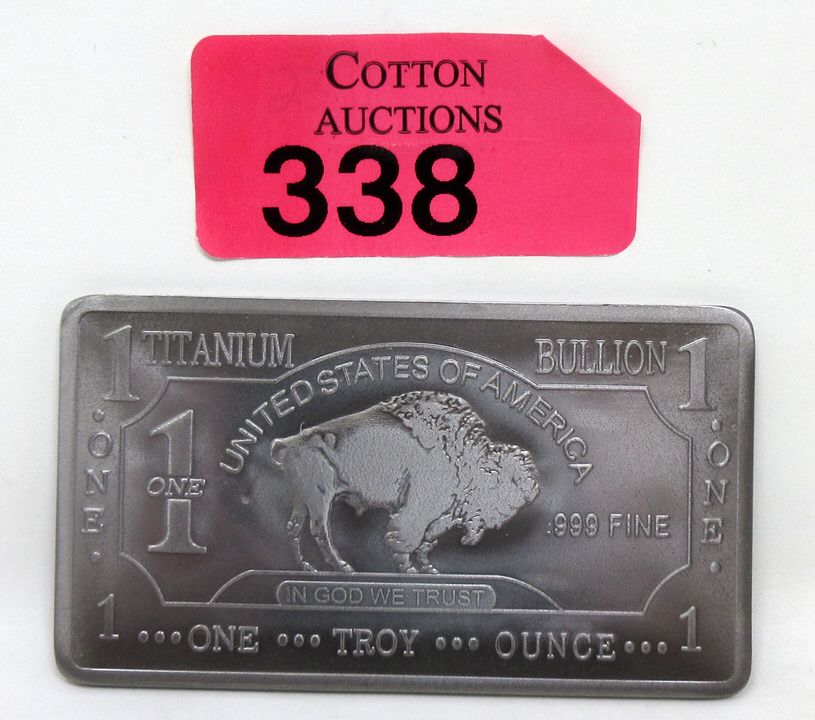 COTTON
AUCTIONS
338
1 TITANIUM BULLION 1
UNITED STATES OF AMERICA
• ONE •
1
ONE
.999 FINE
• ONE •
IN GOD WE TRUST
1 ••• ONE ••• TROY ••• OUNCE ••• 1